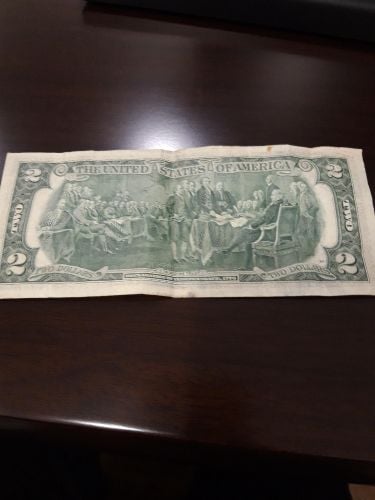 2 THE UNITED STATES OF AMERICA 2
TWO TWO
2 TWO DOLLARS TWO DOLLARS 2